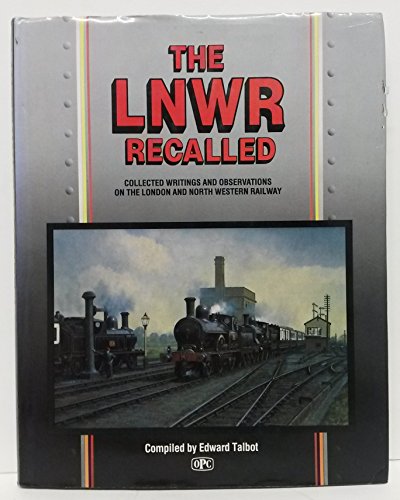 THE
LNWR
RECALLED
COLLECTED WRITINGS AND OBSERVATIONS
ON THE LONDON AND NORTH WESTERN RAILWAY
Compiled by Edward Talbot
OPC